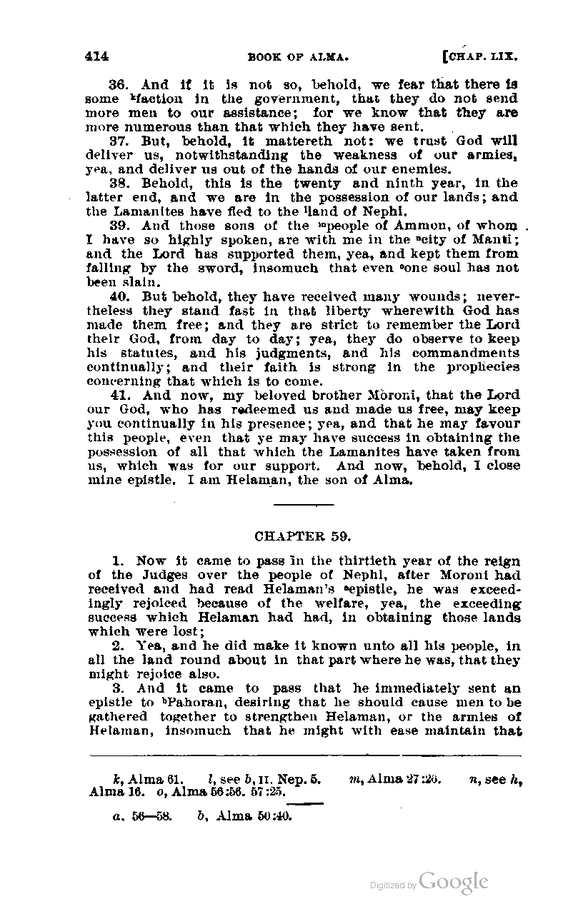 414 BOOK OF ALMA. [CHAP. LIX.
36. And if it is not so, behold, we fear that there is
some ᵏfaction in the government, that they do not send
more men to our assistance; for we know that they are
more numerous than that which they have sent.
37. But, behold, it mattereth not: we trust God will
deliver us, notwithstanding the weakness of our armies,
yea, and deliver us out of the hands of our enemies.
38. Behold, this is the twenty and ninth year, in the
latter end, and we are in the possession of our lands; and
the Lamanites have fled to the ˡland of Nephi.
39. And those sons of the ᵐpeople of Ammon, of whom
I have so highly spoken, are with me in the ⁿcity of Manti;
and the Lord has supported them, yea, and kept them from
falling by the sword, insomuch that even ᵒone soul has not
been slain.
40. But behold, they have received many wounds; never-
theless they stand fast in that liberty wherewith God has
made them free; and they are strict to remember the Lord
their God, from day to day; yea, they do observe to keep
his statutes, and his judgments, and his commandments
continually; and their faith is strong in the prophecies
concerning that which is to come.
41. And now, my beloved brother Moroni, that the Lord
our God, who has redeemed us and made us free, may keep
you continually in his presence; yea, and that he may favour
this people, even that ye may have success in obtaining the
possession of all that which the Lamanites have taken from
us, which was for our support. And now, behold, I close
mine epistle. I am Helaman, the son of Alma.
CHAPTER 59.
1. Now it came to pass in the thirtieth year of the reign
of the Judges over the people of Nephi, after Moroni had
received and had read Helaman's ᵃepistle, he was exceed-
ingly rejoiced because of the welfare, yea, the exceeding
success which Helaman had had, in obtaining those lands
which were lost;
2. Yea, and he did make it known unto all his people, in
all the land round about in that part where he was, that they
might rejoice also.
3. And it came to pass that he immediately sent an
epistle to ᵇPahoran, desiring that he should cause men to be
gathered together to strengthen Helaman, or the armies of
Helaman, insomuch that he might with ease maintain that
k, Alma 61. l, see b, II. Nep. 5. m, Alma 27:26. n, see h,
Alma 16. o, Alma 56:56. 57:25.
a. 56—58. b, Alma 50:40.
Digitized by Google